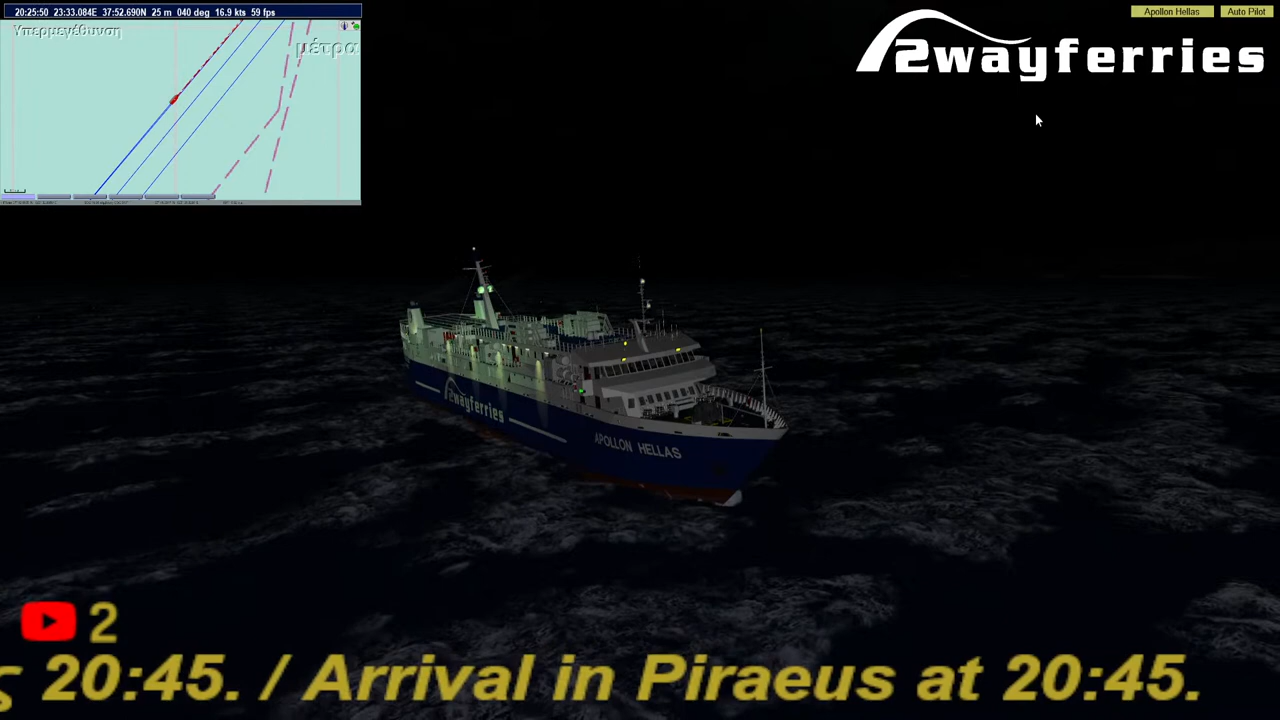 20:25:50 23:33.084E 37:52.690N 25 m 040 deg 16.9 kts 59 fps
Apollon Hellas
Auto Pilot
Υπερμεγέθυνση
μέτρα
2wayferries
2wayferries
APOLLON HELLAS
2
ς 20:45. / Arrival in Piraeus at 20:45.